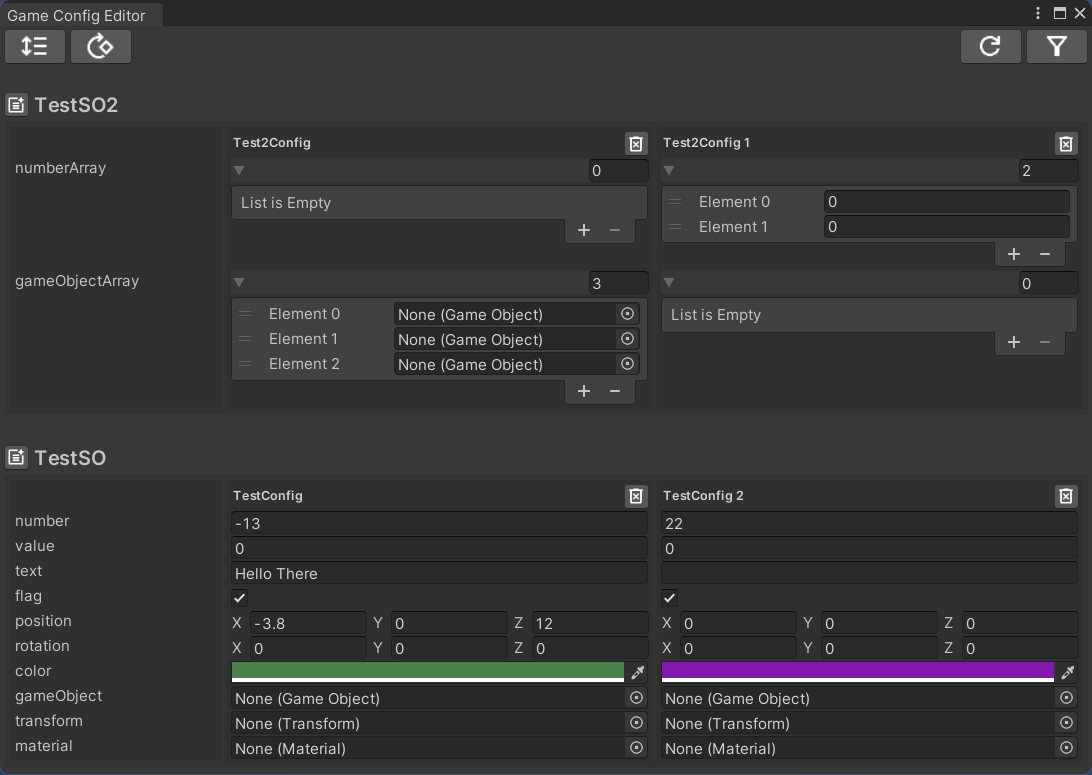 Game Config Editor
TestSO2
Test2Config Test2Config 1
numberArray 0 2
List is Empty Element 0 0
Element 1 0
+ − + −
gameObjectArray 3 0
Element 0 None (Game Object) List is Empty
Element 1 None (Game Object) + −
Element 2 None (Game Object)
+ −
TestSO
TestConfig TestConfig 2
number -13 22
value 0 0
text Hello There
flag
position X -3.8 Y 0 Z 12 X 0 Y 0 Z 0
rotation X 0 Y 0 Z 0 X 0 Y 0 Z 0
color
gameObject None (Game Object) None (Game Object)
transform None (Transform) None (Transform)
material None (Material) None (Material)